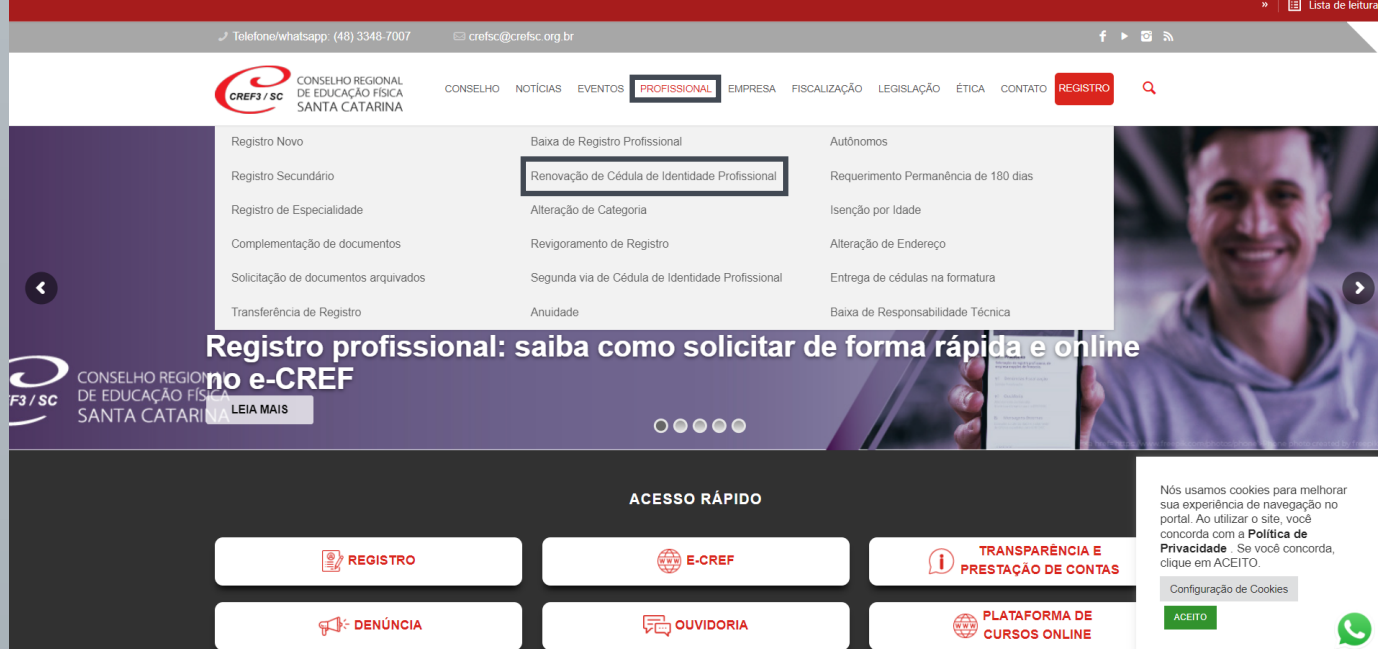 » Lista de leitura
Telefone/whatsapp: (48) 3348-7007 crefsc@crefsc.org.br
CREF3 / SC
CONSELHO REGIONAL
DE EDUCAÇÃO FÍSICA
SANTA CATARINA
CONSELHO NOTÍCIAS EVENTOS PROFISSIONAL EMPRESA FISCALIZAÇÃO LEGISLAÇÃO ÉTICA CONTATO REGISTRO
Registro Novo
Registro Secundário
Registro de Especialidade
Complementação de documentos
Solicitação de documentos arquivados
Transferência de Registro
Baixa de Registro Profissional
Renovação de Cédula de Identidade Profissional
Alteração de Categoria
Revigoramento de Registro
Segunda via de Cédula de Identidade Profissional
Anuidade
Autônomos
Requerimento Permanência de 180 dias
Isenção por Idade
Alteração de Endereço
Entrega de cédulas na formatura
Baixa de Responsabilidade Técnica
Registro profissional: saiba como solicitar de forma rápida e online
no e-CREF
F3 / SC
CONSELHO REGIONAL
DE EDUCAÇÃO FÍSICA
SANTA CATARINA
LEIA MAIS
ACESSO RÁPIDO
REGISTRO
E-CREF
TRANSPARÊNCIA E
PRESTAÇÃO DE CONTAS
DENÚNCIA
OUVIDORIA
PLATAFORMA DE
CURSOS ONLINE
Nós usamos cookies para melhorar
sua experiência de navegação no
portal. Ao utilizar o site, você
concorda com a Política de
Privacidade . Se você concorda,
clique em ACEITO.
Configuração de Cookies
ACEITO